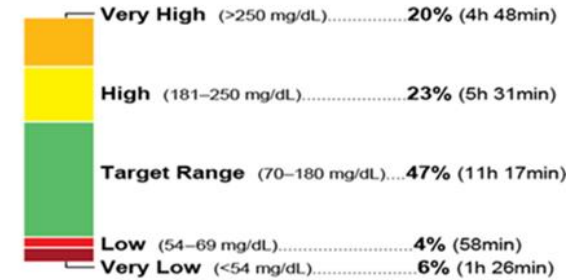 Very High (>250 mg/dL)....................20% (4h 48min)
High (181–250 mg/dL)........................23% (5h 31min)
Target Range (70–180 mg/dL)....47% (11h 17min)
Low (54–69 mg/dL)..............................4% (58min)
Very Low (<54 mg/dL).......................6% (1h 26min)